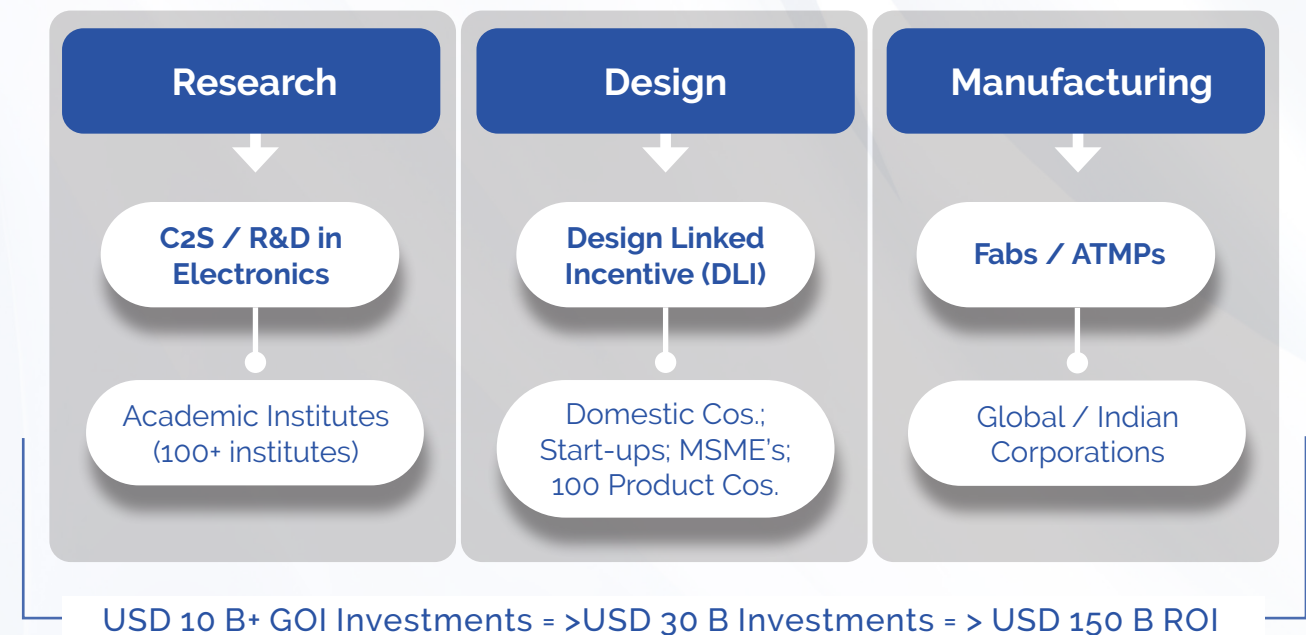 Research
C2S / R&D in
Electronics
Academic Institutes
(100+ institutes)
Design
Design Linked
Incentive (DLI)
Domestic Cos.;
Start-ups; MSME's;
100 Product Cos.
Manufacturing
Fabs / ATMPs
Global / Indian
Corporations
USD 10 B+ GOI Investments = >USD 30 B Investments = > USD 150 B ROI